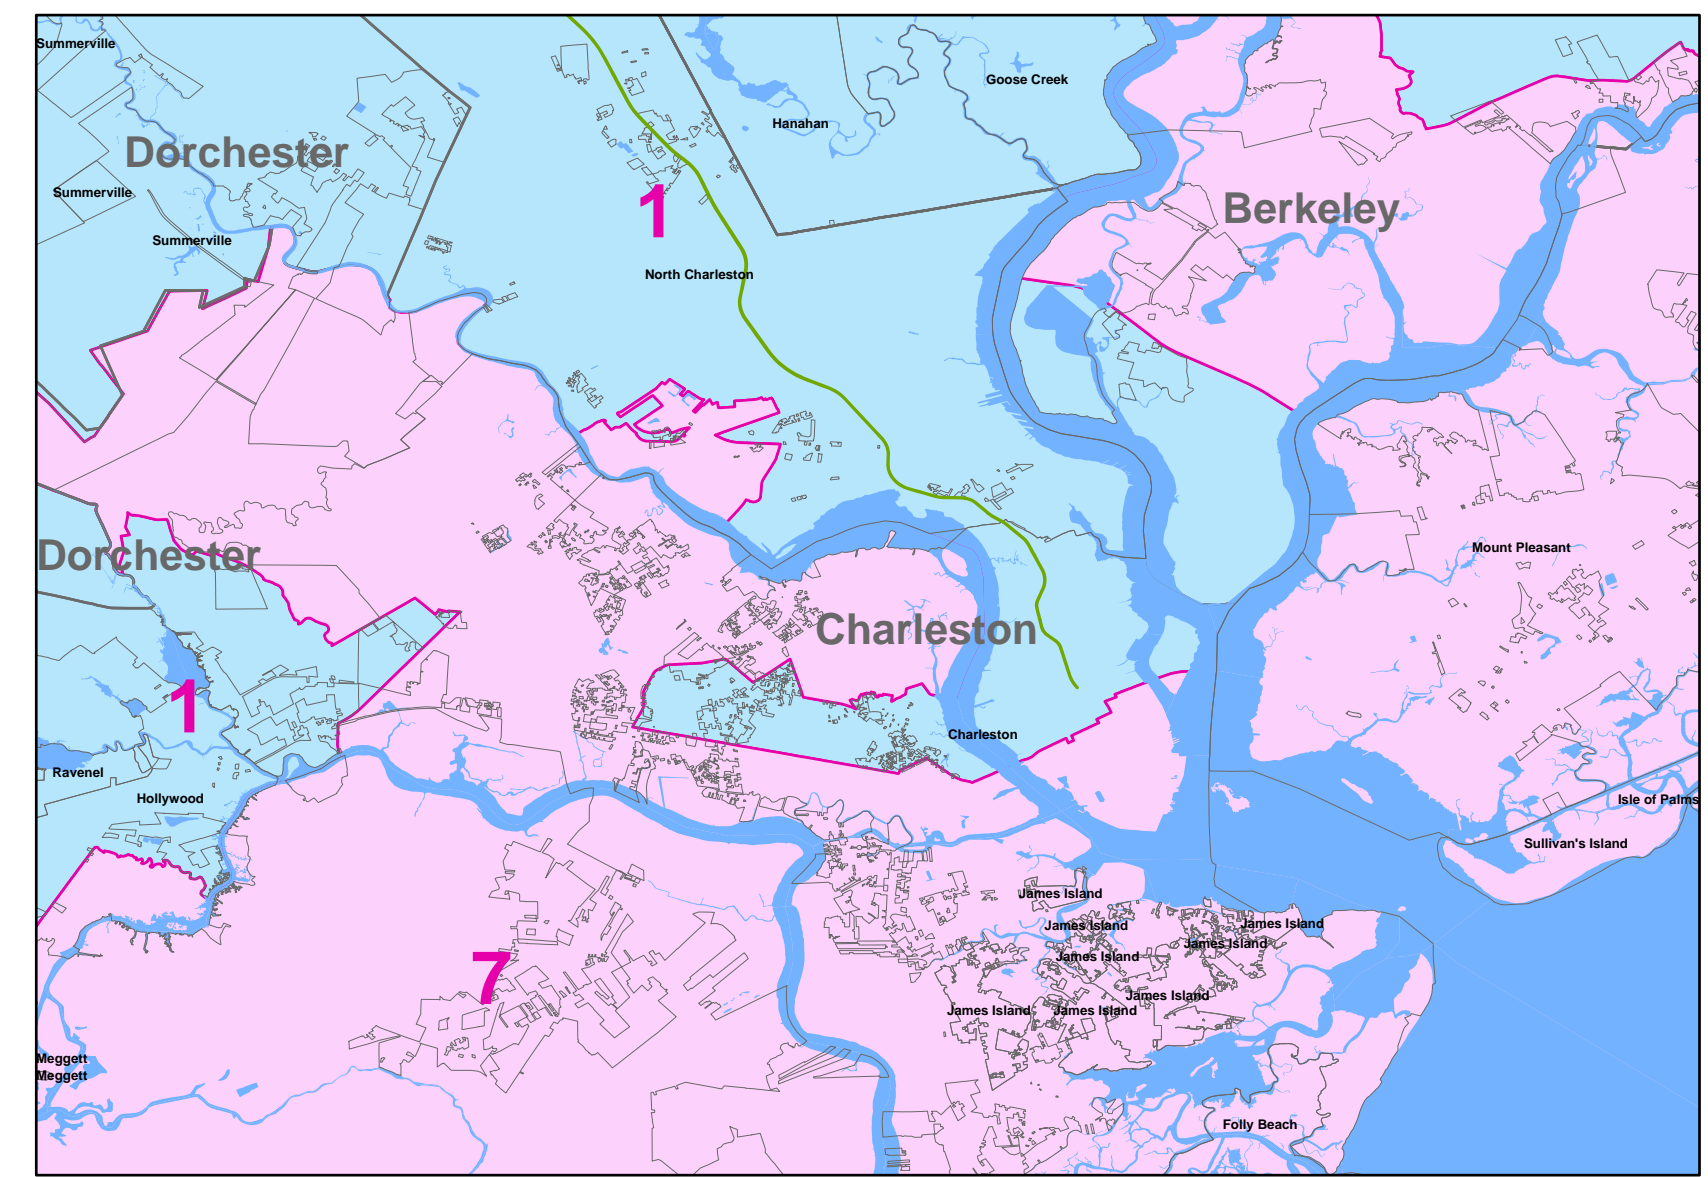 Summerville
Goose Creek
Hanahan
Dorchester
Summerville
1
Berkeley
Summerville
North Charleston
Mount Pleasant
Dorchester
Charleston
1
Charleston
Ravenel
Hollywood
Isle of Palms
Sullivan's Island
James Island
James Island
James Island
James Island
James Island
7
James Island
James Island
James Island
Meggett
Meggett
Folly Beach